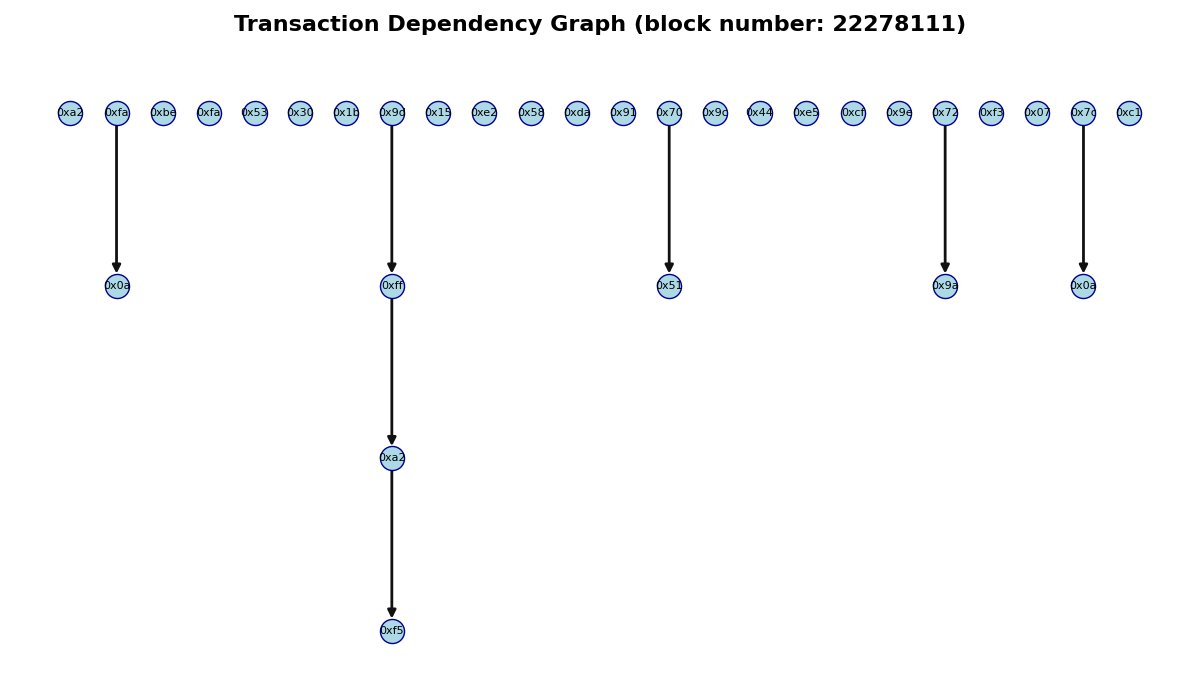 Transaction Dependency Graph (block number: 22278111)
0xa2 0xfa 0xbe 0xfa 0x53 0x30 0x1b 0x9d 0x15 0xe2 0x58 0xda 0x91 0x70 0x9c 0x44 0xe5 0xcf 0x9e 0x72 0xf3 0x07 0x7c 0xc1
0x0a 0xff 0x51 0x9a 0x0a
0xa2
0xf5